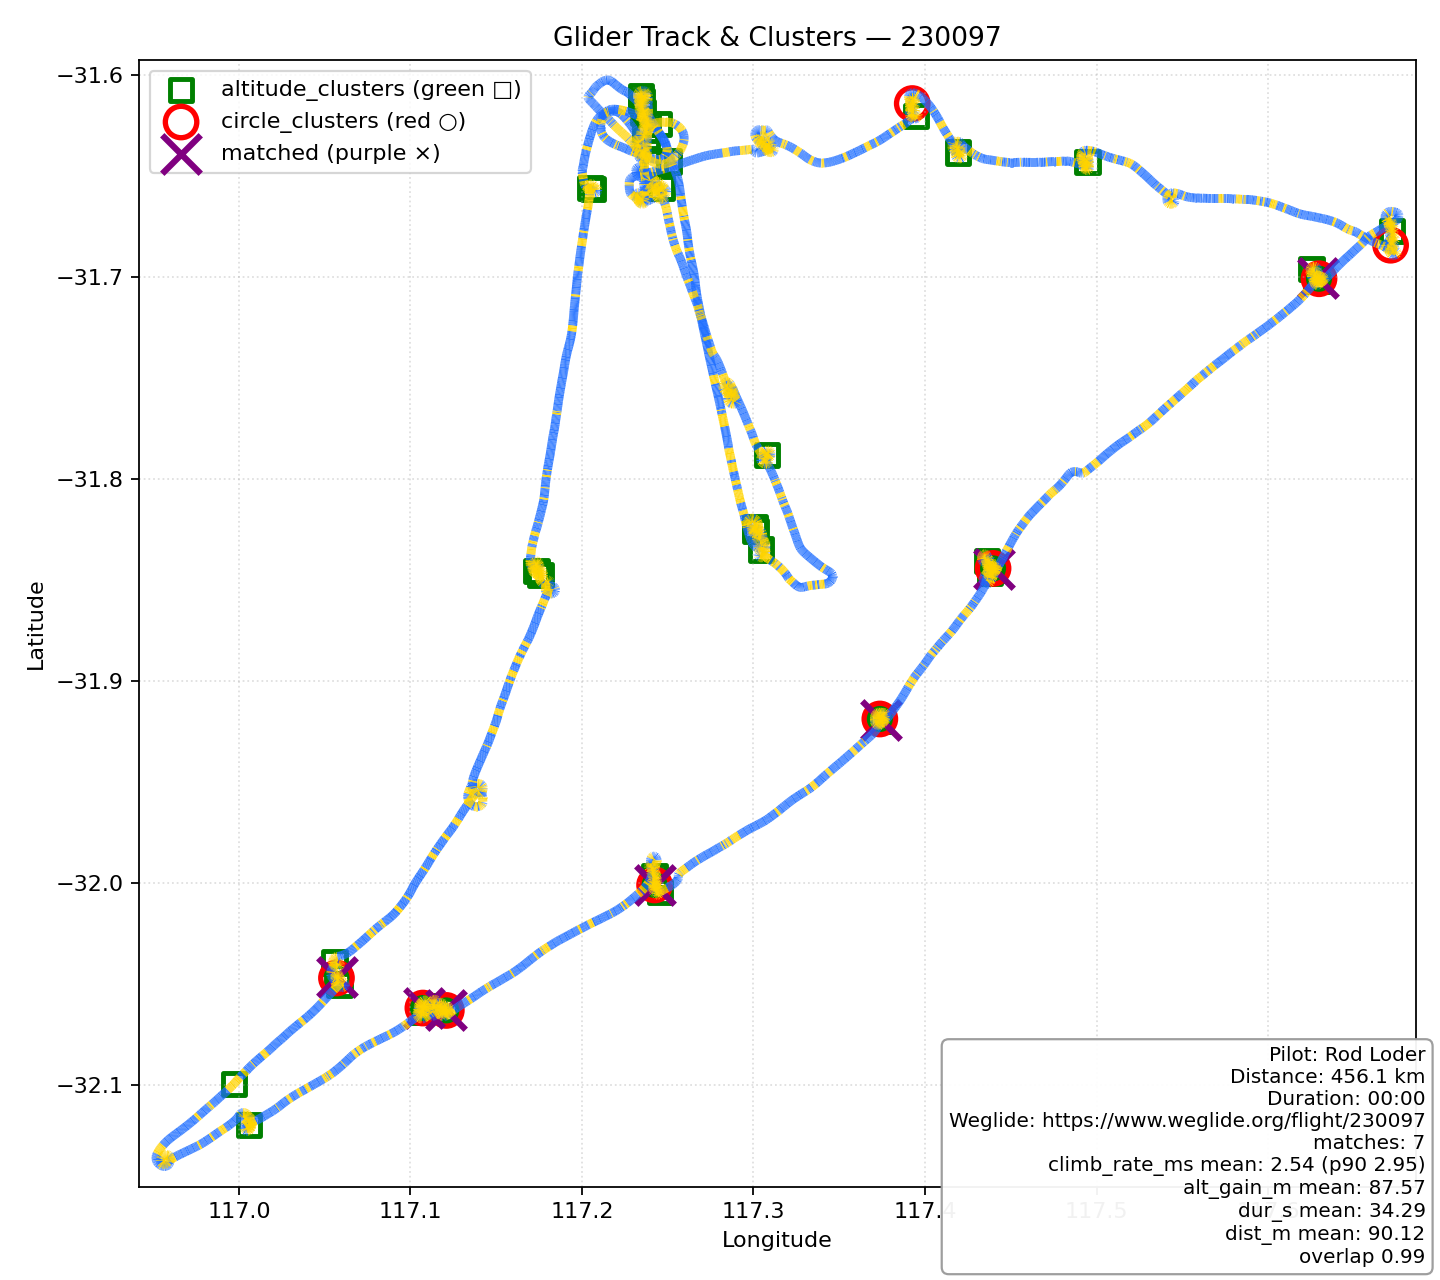 Glider Track & Clusters — 230097
altitude_clusters (green □)
circle_clusters (red ○)
matched (purple ×)
Latitude
−31.6
−31.7
−31.8
−31.9
−32.0
−32.1
117.0
117.1
117.2
117.3
117.4
117.5
Longitude
Pilot: Rod Loder
Distance: 456.1 km
Duration: 00:00
Weglide: https://www.weglide.org/flight/230097
matches: 7
climb_rate_ms mean: 2.54 (p90 2.95)
alt_gain_m mean: 87.57
dur_s mean: 34.29
dist_m mean: 90.12
overlap 0.99